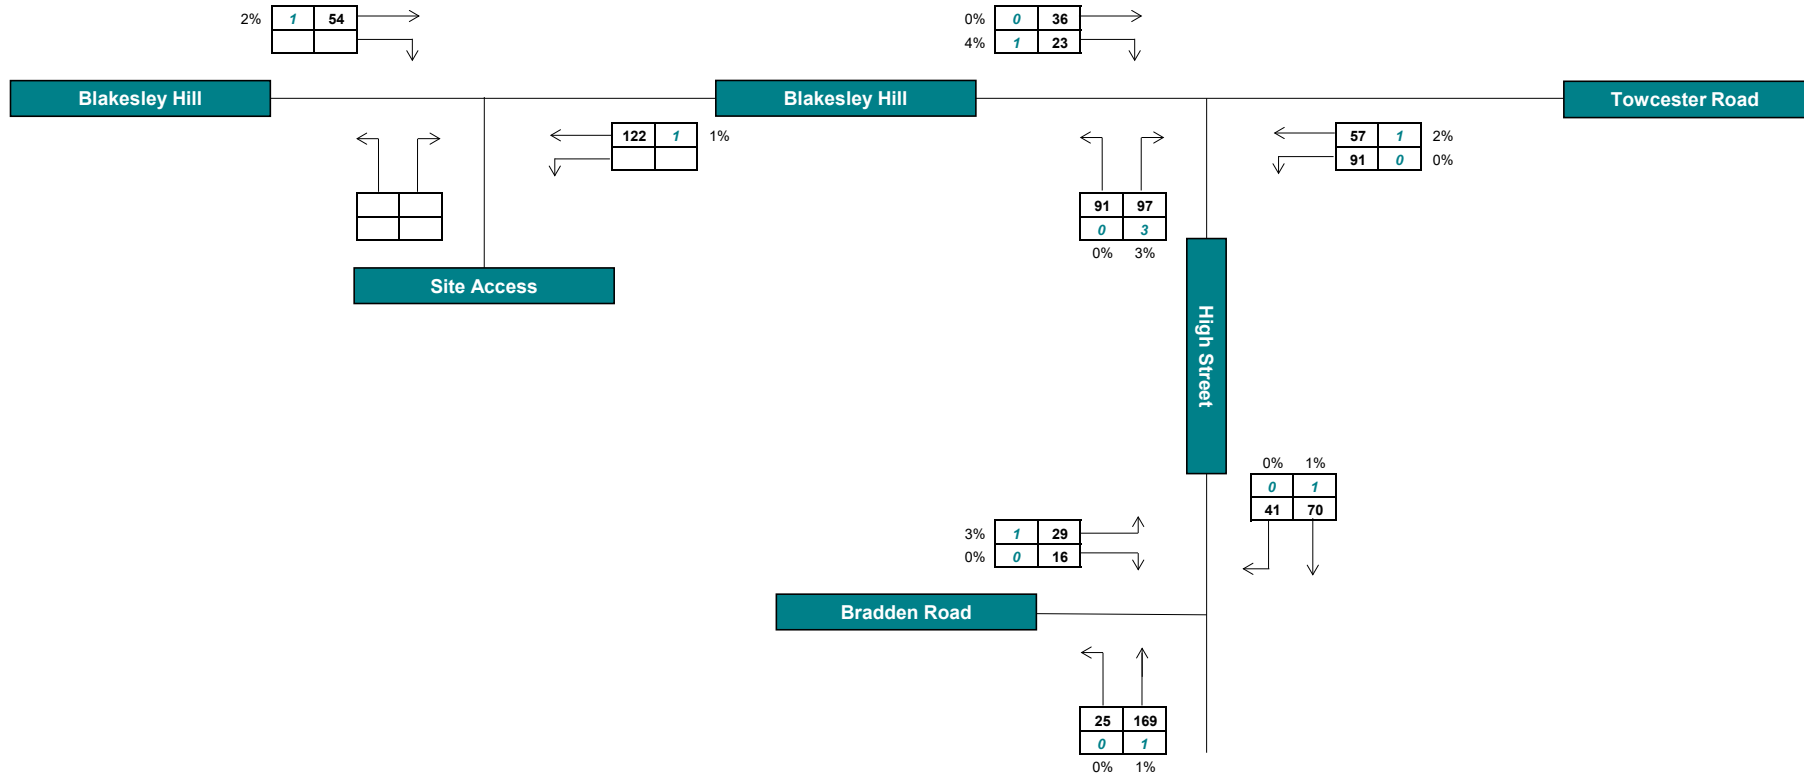 2% 1 54
0% 0 36
4% 1 23
Blakesley Hill
Blakesley Hill
Towcester Road
122 1 1%
57 1 2%
91 0 0%
91 97
0 3
0% 3%
Site Access
High Street
0% 1%
0 1
41 70
3% 1 29
0% 0 16
Bradden Road
25 169
0 1
0% 1%